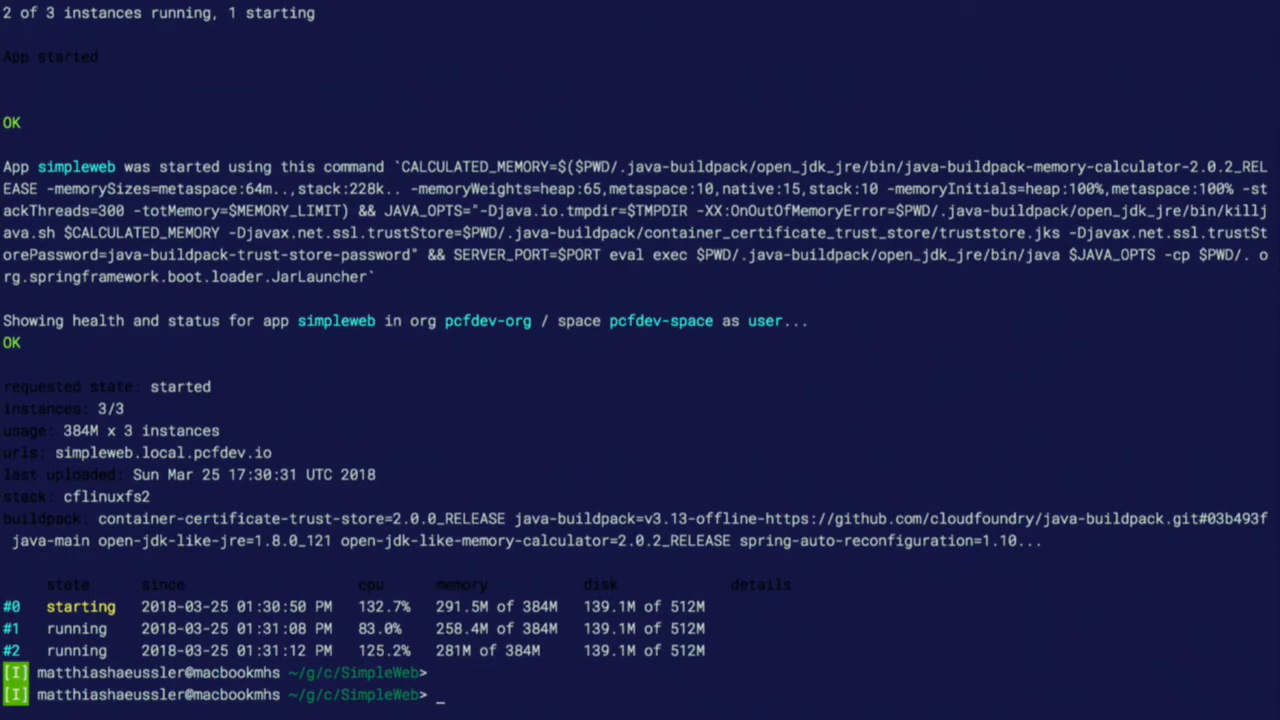 2 of 3 instances running, 1 starting
App started
OK
App simpleweb was started using this command `CALCULATED_MEMORY=$($PWD/.java-buildpack/open_jdk_jre/bin/java-buildpack-memory-calculator-2.0.2_REL
EASE -memorySizes=metaspace:64m..,stack:228k.. -memoryWeights=heap:65,metaspace:10,native:15,stack:10 -memoryInitials=heap:100%,metaspace:100% -st
ackThreads=300 -totMemory=$MEMORY_LIMIT) && JAVA_OPTS="-Djava.io.tmpdir=$TMPDIR -XX:OnOutOfMemoryError=$PWD/.java-buildpack/open_jdk_jre/bin/killj
ava.sh $CALCULATED_MEMORY -Djavax.net.ssl.trustStore=$PWD/.java-buildpack/container_certificate_trust_store/truststore.jks -Djavax.net.ssl.trustSt
orePassword=java-buildpack-trust-store-password" && SERVER_PORT=$PORT eval exec $PWD/.java-buildpack/open_jdk_jre/bin/java $JAVA_OPTS -cp $PWD/. o
rg.springframework.boot.loader.JarLauncher`
Showing health and status for app simpleweb in org pcfdev-org / space pcfdev-space as user...
OK
requested state: started
instances: 3/3
usage: 384M x 3 instances
urls: simpleweb.local.pcfdev.io
last uploaded: Sun Mar 25 17:30:31 UTC 2018
stack: cflinuxfs2
buildpack: container-certificate-trust-store=2.0.0_RELEASE java-buildpack=v3.13-offline-https://github.com/cloudfoundry/java-buildpack.git#03b493f
java-main open-jdk-like-jre=1.8.0_121 open-jdk-like-memory-calculator=2.0.2_RELEASE spring-auto-reconfiguration=1.10...
state since cpu memory disk details
#0 starting 2018-03-25 01:30:50 PM 132.7% 291.5M of 384M 139.1M of 512M
#1 running 2018-03-25 01:31:08 PM 83.0% 258.4M of 384M 139.1M of 512M
#2 running 2018-03-25 01:31:12 PM 125.2% 281M of 384M 139.1M of 512M
[I] matthiashaeussler@macbookmhs ~/g/c/SimpleWeb>
[I] matthiashaeussler@macbookmhs ~/g/c/SimpleWeb> _